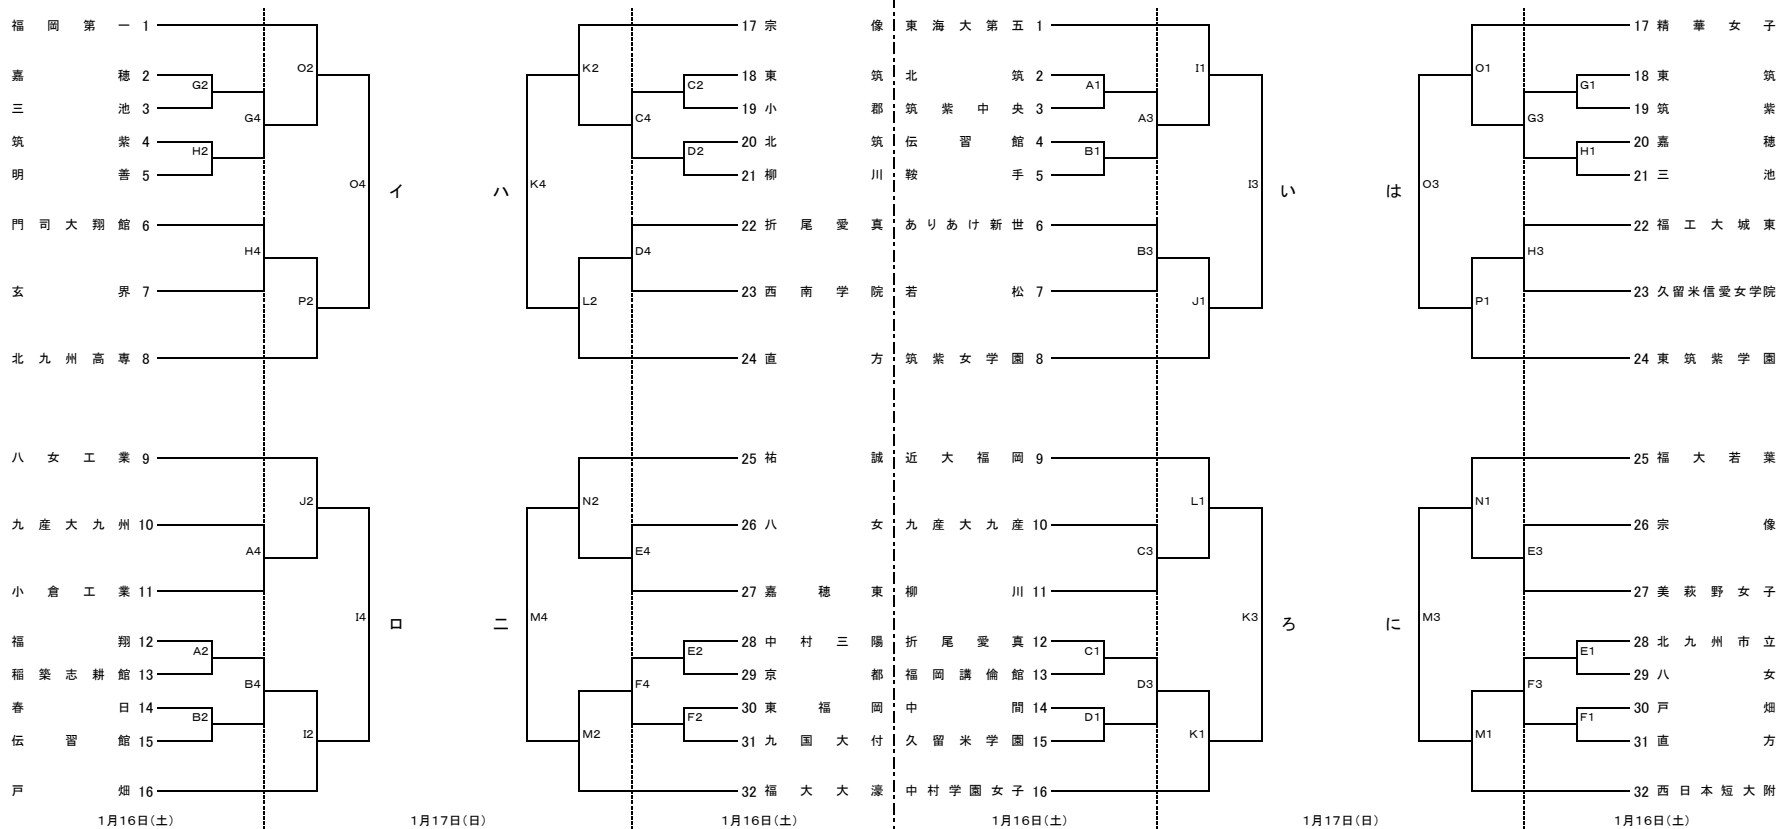 福岡第一 1
O2
嘉穂 2
G2
三池 3
G4
筑紫 4
H2
明善 5
O4
イ
門司大翔館 6
H4
玄界 7
P2
北九州高専 8
八女工業 9
J2
九産大九州 10
A4
小倉工業 11
I4
ロ
福翔 12
A2
稲築志耕館 13
B4
春日 14
B2
伝習館 15
I2
戸畑 16
1月16日(土)
1月17日(日)
17 宗像
K2
18 東筑
C2
19 小郡
C4
20 北筑
D2
21 柳川
K4
ハ
22 折尾愛真
D4
23 西南学院
L2
24 直方
25 祐誠
N2
26 八女
E4
27 嘉穂東
M4
ニ
28 中村三陽
E2
29 京都
F4
30 東福岡
F2
31 九国大付
M2
32 福大大濠
1月16日(土)
東海大第五 1
I1
北筑 2
A1
筑紫中央 3
A3
伝習館 4
B1
鞍手 5
I3
い
ありあけ新世 6
B3
若松 7
J1
筑紫女学園 8
近大福岡 9
L1
九産大九産 10
C3
柳川 11
K3
ろ
折尾愛真 12
C1
福岡講倫館 13
D3
中間 14
D1
久留米学園 15
K1
中村学園女子 16
1月16日(土)
1月17日(日)
17 精華女子
O1
18 東筑
G1
19 筑紫
G3
20 嘉穂
H1
21 三池
O3
は
22 福工大城東
H3
23 久留米信愛女学院
P1
24 東筑紫学園
25 福大若葉
N1
26 宗像
E3
27 美萩野女子
M3
に
28 北九州市立
E1
29 八女
F3
30 戸畑
F1
31 直方
M1
32 西日本短大附
1月16日(土)